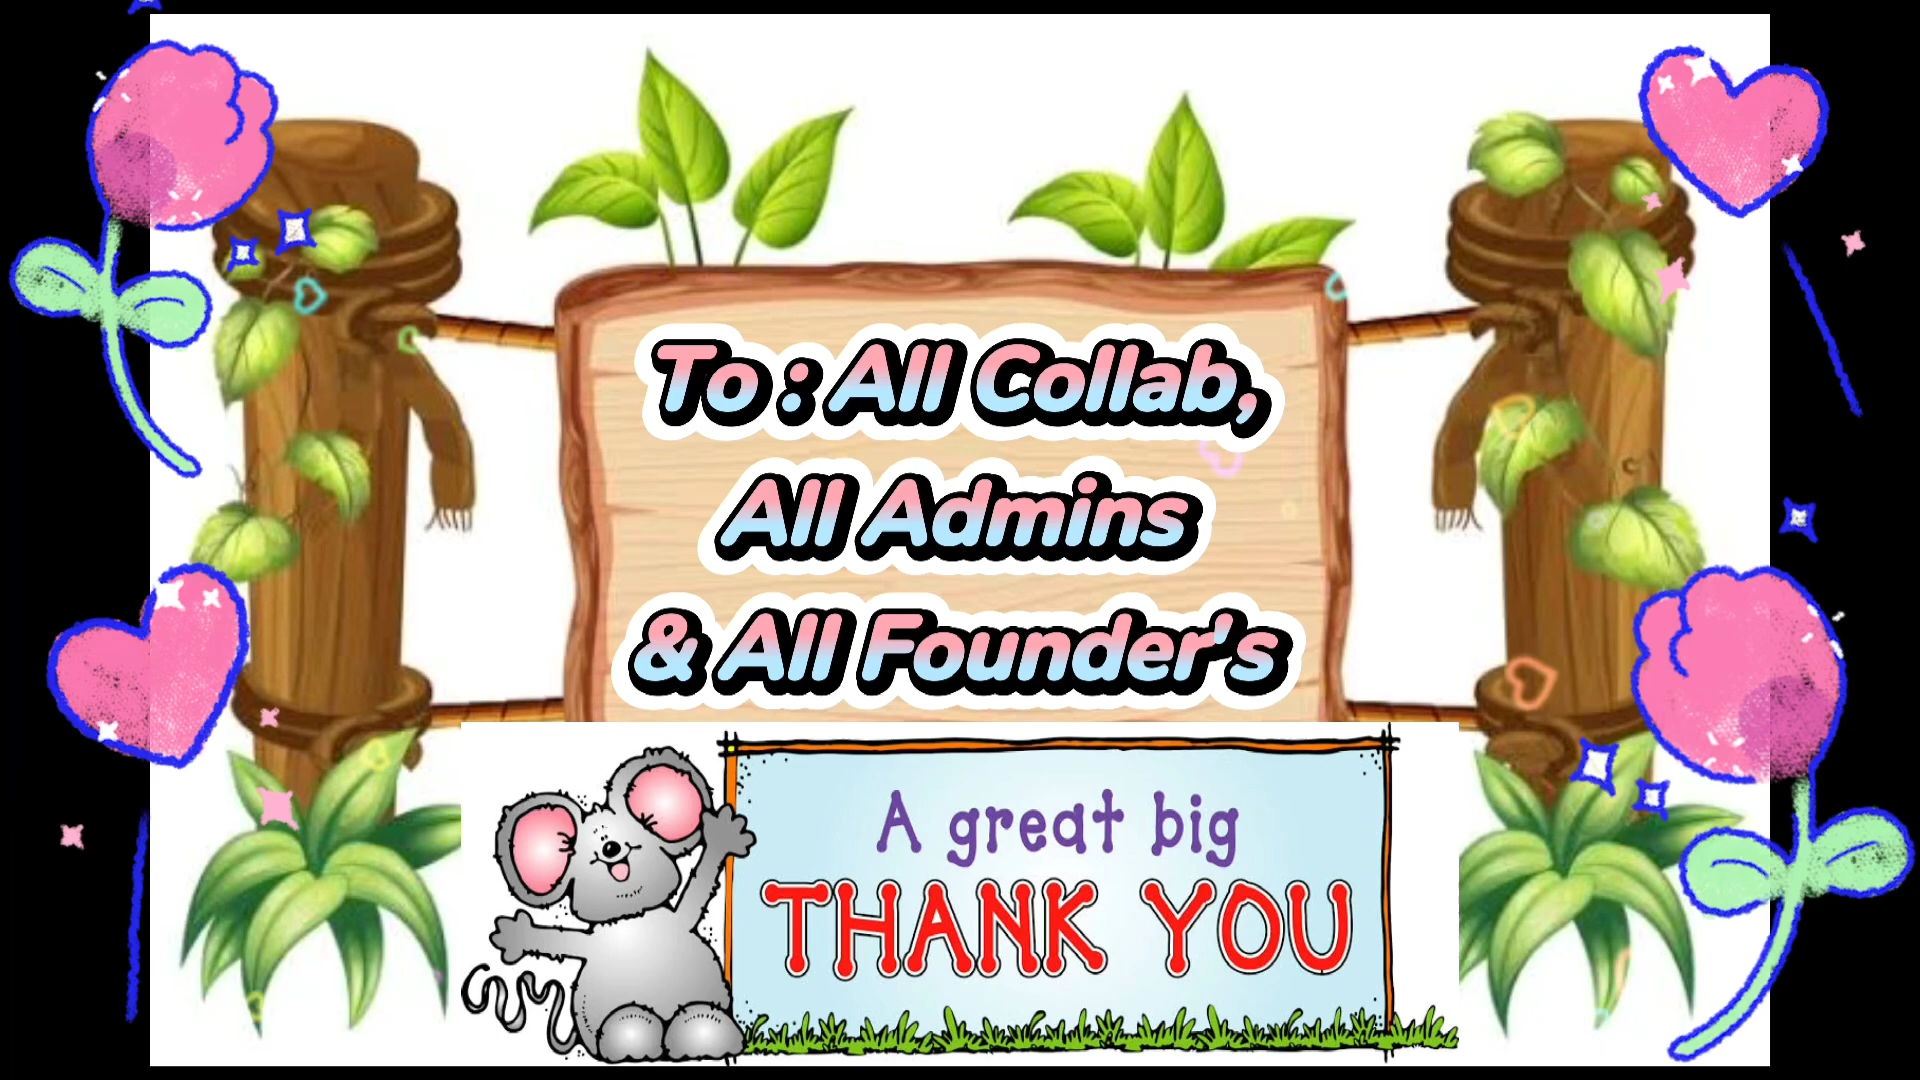 To : All Collab,
All Admins
& All Founder's
A great big
THANK YOU